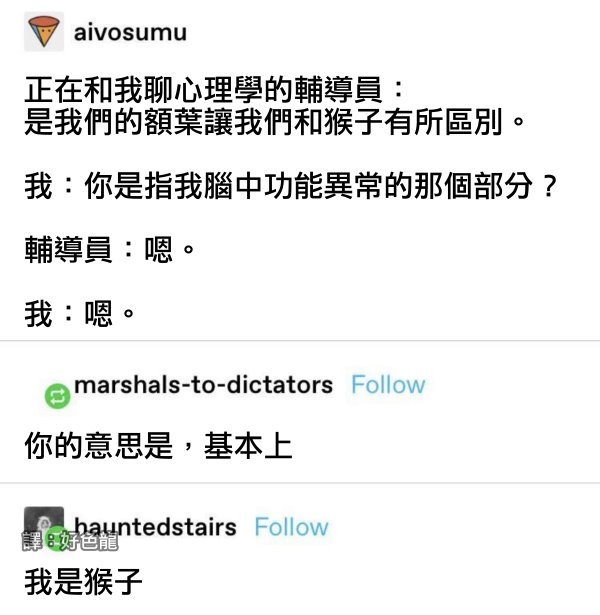 aivosumu
正在和我聊心理學的輔導員：
是我們的額葉讓我們和猴子有所區別。
我：你是指我腦中功能異常的那個部分？
輔導員：嗯。
我：嗯。
marshals-to-dictators Follow
你的意思是，基本上
hauntedstairs Follow
譯：好色龍
我是猴子